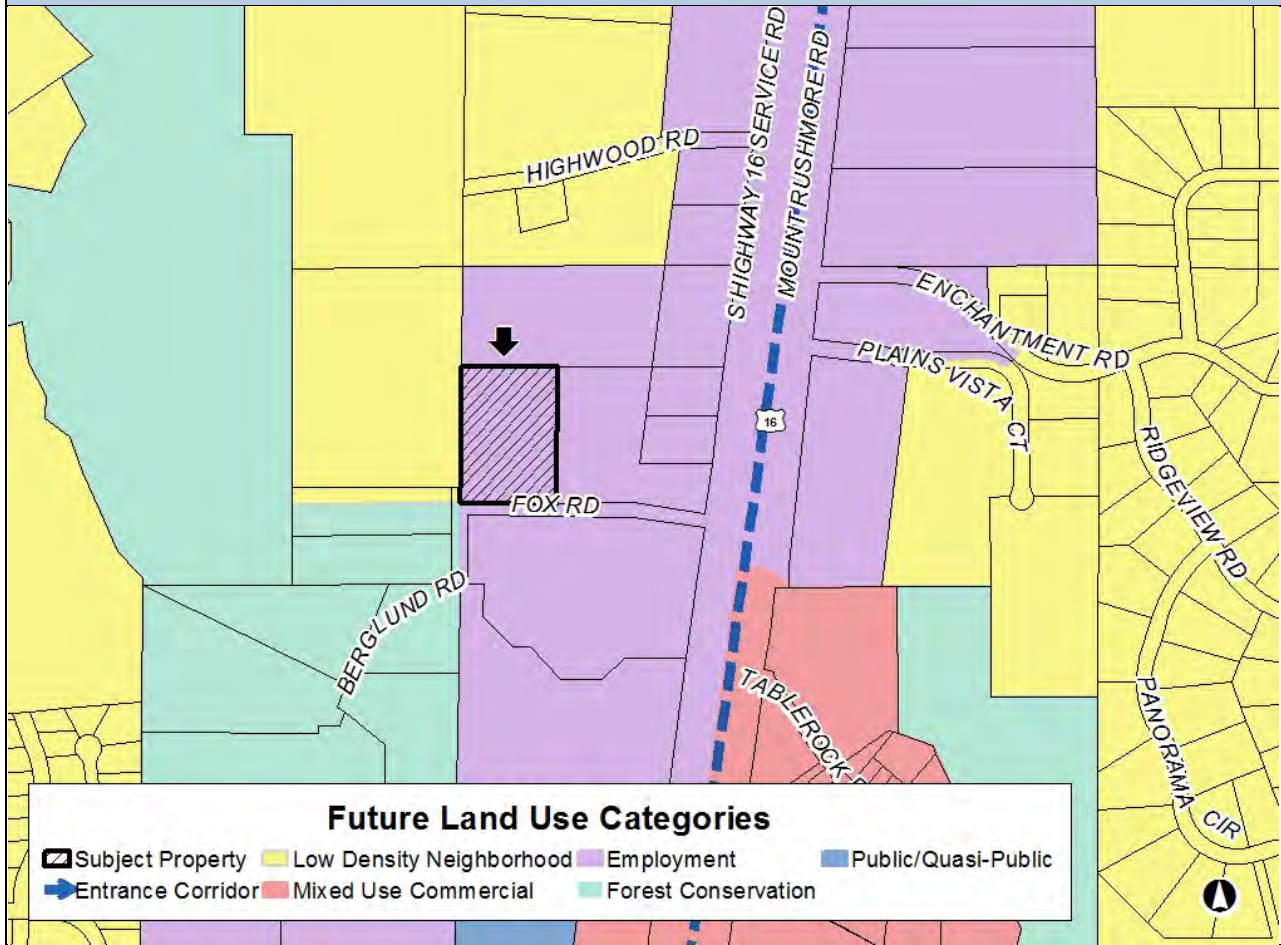 HIGHWOOD RD
S HIGHWAY 16 SERVICE RD
MOUNT RUSHMORE RD
ENCHANTMENT RD
PLAINS VISTA CT
16
RIDGEVIEW RD
FOX RD
BERGLUND RD
TABLEROCK
PANORAMA CIR
Future Land Use Categories
Subject Property Low Density Neighborhood Employment Public/Quasi-Public
Entrance Corridor Mixed Use Commercial Forest Conservation